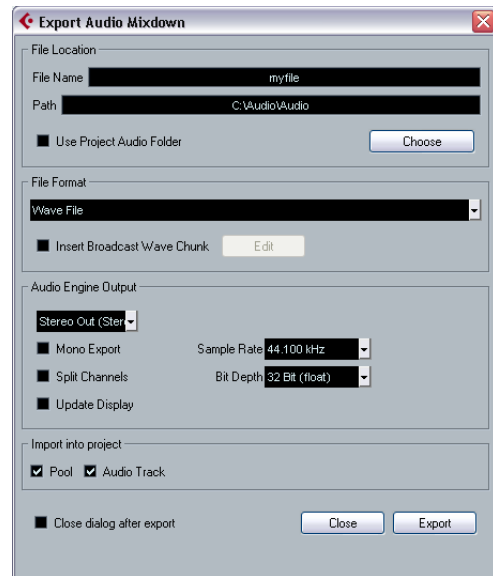 Export Audio Mixdown
File Location
File Name myfile
Path C:\Audio\Audio
Use Project Audio Folder Choose
File Format
Wave File
Insert Broadcast Wave Chunk Edit
Audio Engine Output
Stereo Out (Ster
Mono Export Sample Rate 44.100 kHz
Split Channels Bit Depth 32 Bit (float)
Update Display
Import into project
Pool Audio Track
Close dialog after export Close Export